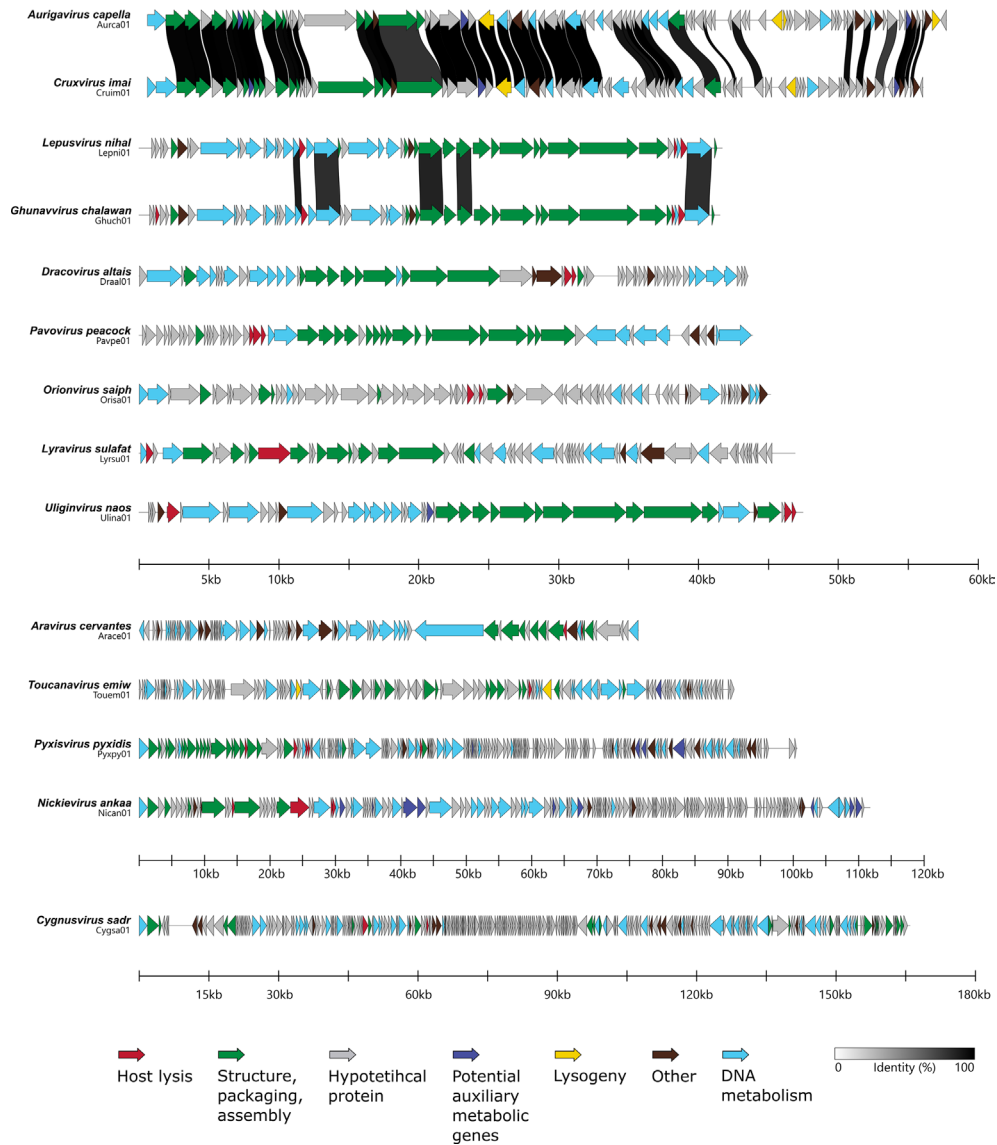 Aurigavirus capella
Aurca01
Cruxvirus imai
Cruim01
Lepusvirus nihal
Lepni01
Ghunavvirus chalawan
Ghuch01
Dracovirus altais
Draal01
Pavovirus peacock
Pavpe01
Orionvirus saiph
Orisa01
Lyravirus sulafat
Lyrsu01
Uliginvirus naos
Ulina01
5kb 10kb 20kb 30kb 40kb 50kb 60kb
Aravirus cervantes
Arace01
Toucanavirus emiw
Touem01
Pyxisvirus pyxidis
Pyxpy01
Nickievirus ankaa
Nican01
10kb 20kb 30kb 40kb 50kb 60kb 70kb 80kb 90kb 100kb 120kb
Cygnusvirus sadr
Cygsa01
15kb 30kb 60kb 90kb 120kb 150kb 180kb
Host lysis
Structure,
packaging,
assembly
Hypotetihcal
protein
Potential
auxiliary
metabolic
genes
Lysogeny
Other
DNA
metabolism
0 Identity (%) 100